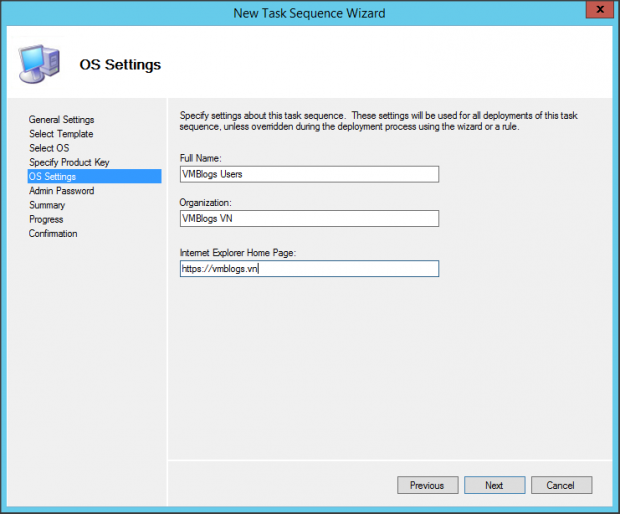 New Task Sequence Wizard
x
OS Settings
General Settings
Select Template
Select OS
Specify Product Key
OS Settings
Admin Password
Summary
Progress
Confirmation
Specify settings about this task sequence. These settings will be used for all deployments of this task
sequence, unless overridden during the deployment process using the wizard or a rule.
Full Name:
VMBlogs Users
Organization:
VMBlogs VN
Internet Explorer Home Page:
https://vmblogs.vn
Previous
Next
Cancel